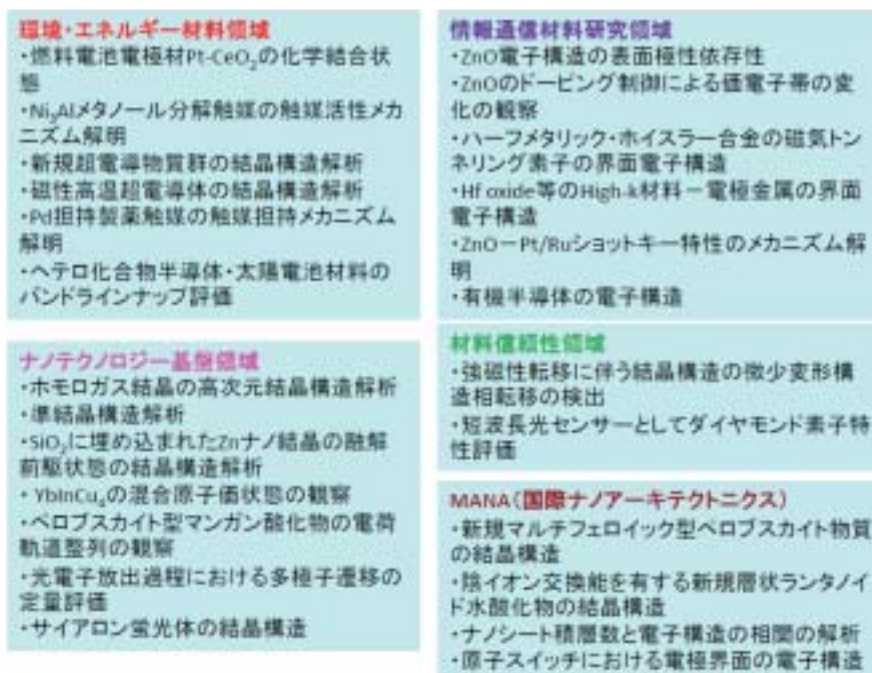 環境・エネルギー材料領域
・燃料電池電極材Pt-CeO₂の化学結合状
態
・Ni₃Alメタノール分解触媒の触媒活性メカ
ニズム解明
・新規超電導物質群の結晶構造解析
・磁性高温超電導体の結晶構造解析
・Pd担持製薬触媒の触媒担持メカニズム
解明
・ヘテロ化合物半導体・太陽電池材料の
バンドラインナップ評価
ナノテクノロジー基盤領域
・ホモロガス結晶の高次元結晶構造解析
・準結晶構造解析
・SiO₂に埋め込まれたZnナノ結晶の融解
前駆状態の結晶構造解析
・YbInCu₄の混合原子価状態の観察
・ペロブスカイト型マンガン酸化物の電荷
軌道整列の観察
・光電子放出過程における多極子遷移の
定量評価
・サイアロン蛍光体の結晶構造
情報通信材料研究領域
・ZnO電子構造の表面極性依存性
・ZnOのドーピング制御による価電子帯の変
化の観察
・ハーフメタリック・ホイスラー合金の磁気トン
ネリング素子の界面電子構造
・Hf oxide等のHigh-k材料－電極金属の界面
電子構造
・ZnO－Pt/Ruショットキー特性のメカニズム解
明
・有機半導体の電子構造
材料信頼性領域
・強磁性転移に伴う結晶構造の微少変形構
造相転移の検出
・短波長光センサーとしてダイヤモンド素子特
性評価
MANA（国際ナノアーキテクトニクス）
・新規マルチフェロイック型ペロブスカイト物質
の結晶構造
・陰イオン交換能を有する新規層状ランタノイ
ド水酸化物の結晶構造
・ナノシート積層数と電子構造の相関の解析
・原子スイッチにおける電極界面の電子構造